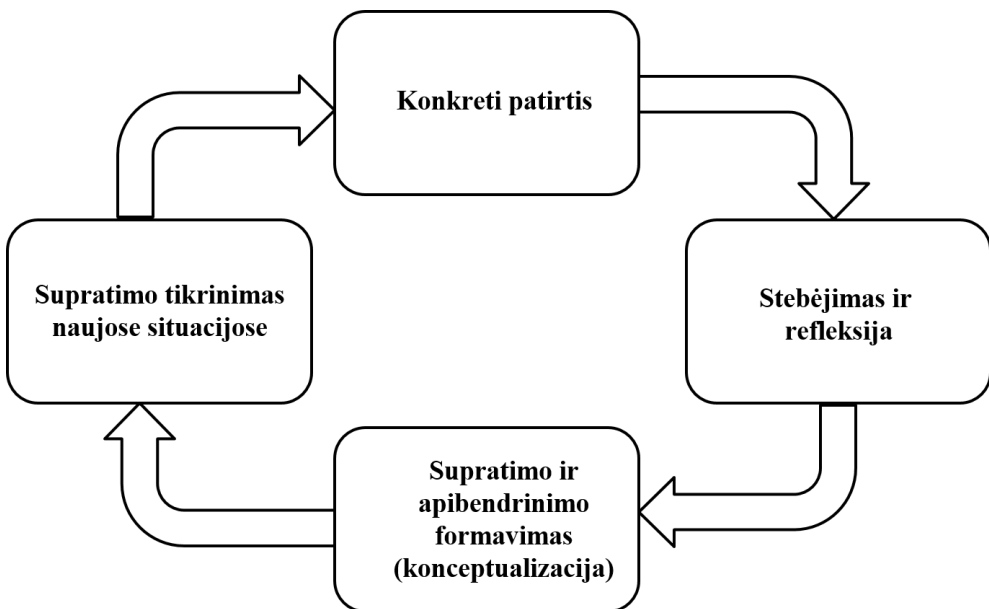 Konkreti patirtis
Stebėjimas ir
refleksija
Supratimo ir
apibendrinimo
formavimas
(konceptualizacija)
Supratimo tikrinimas
naujose situacijose